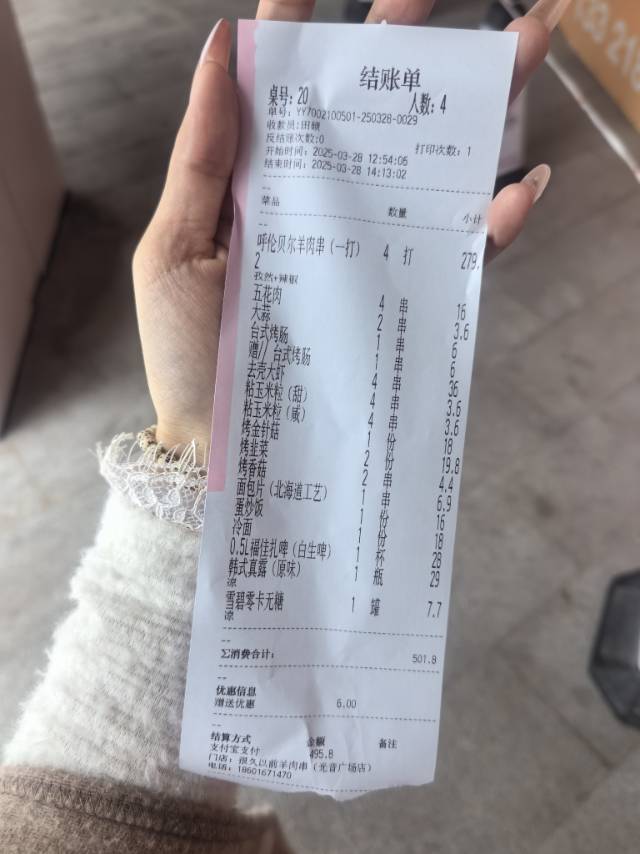 结账单
桌号: 20 人数: 4
单号: YY7002100501-250328-0029
收款员:田
反结账次数:0 打印次数: 1
开始时间: 2025-03-28 12:54:06
结束时间: 2025-03-28 14:13:02
--
菜品 数量 小计
呼伦贝尔羊肉串(一打) 4 打 279.
2
孜然+辣椒
五花肉 4 串 16
大蒜 2 串 3.6
台式烤肠 1 串 6
赠// 台式烤肠 1 串 6
去壳大虾 4 串 36
粘玉米粒(甜) 4 串 3.6
粘玉米粒(咸) 4 串 3.6
烤金针菇 1 份 18
烤韭菜 2 份 19.8
烤香菇 2 串 4.4
面包片(北海道工艺) 1 串 6.9
蛋炒饭 1 份 16
冷面 1 份 18
0.5L福佳扎啤(白生啤) 1 杯 28
韩式真露(原味) 1 瓶 29
凉
雪碧零卡无糖 1 罐 7.7
凉
--
Σ消费合计: 501.8
--
优惠信息
赠送优惠 6.00
--
结算方式 金额 备注
支付宝支付 495.8
门店: 很久以前羊肉串(光音广场店)
电话: 18601671470